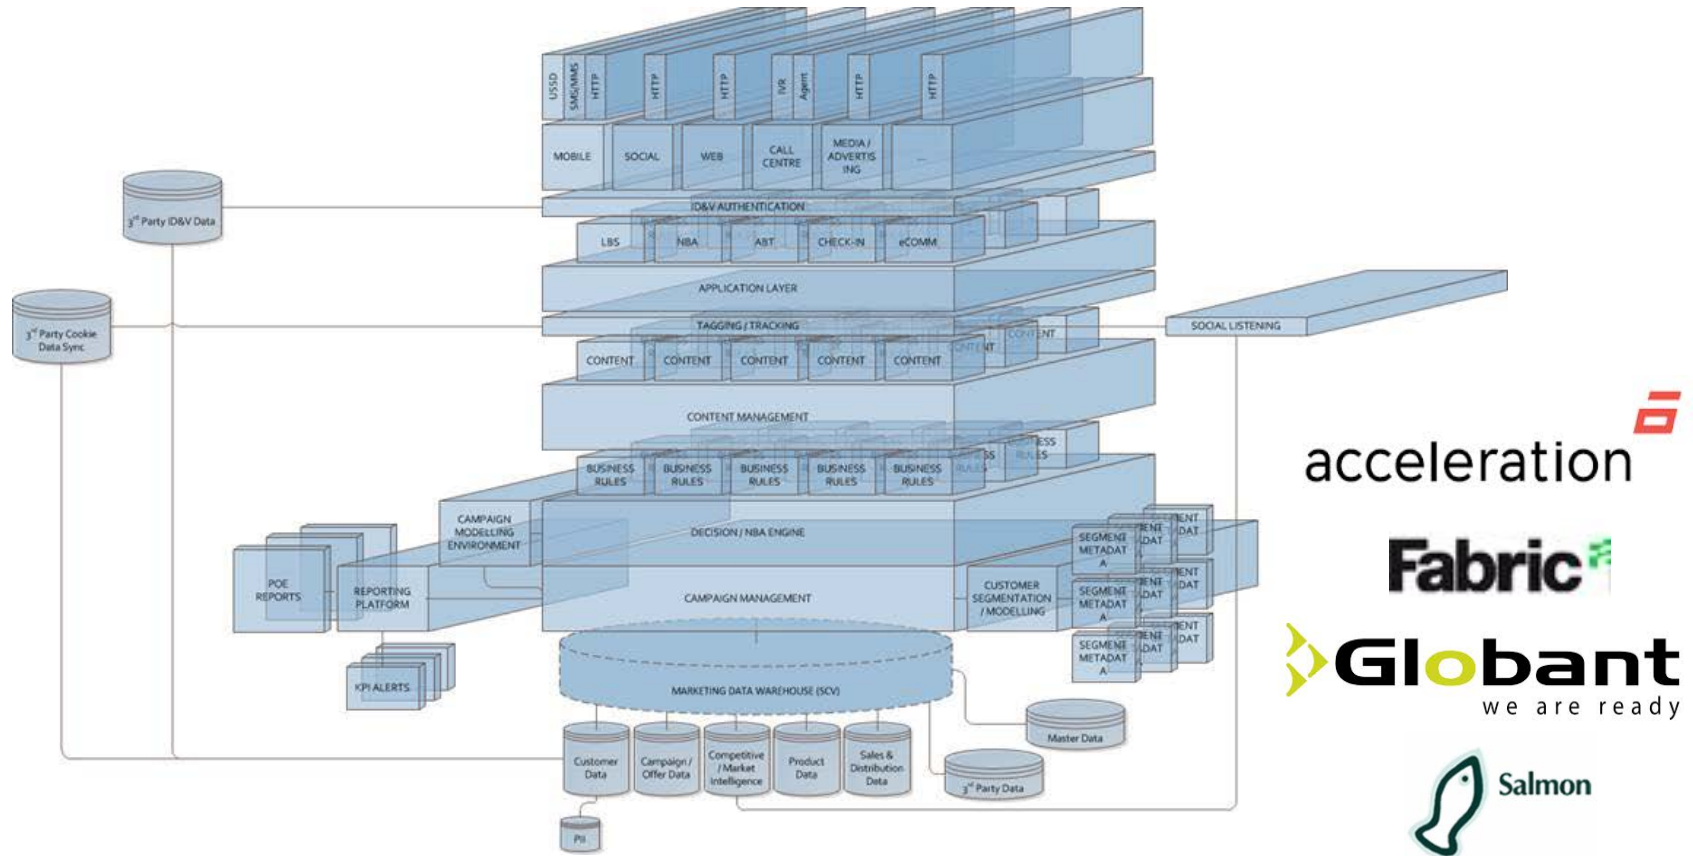 USSD
SMS/MMS
HTTP
HTTP
HTTP
IVR
Agent
HTTP
HTTP
MOBILE
SOCIAL
WEB
CALL
CENTRE
MEDIA /
ADVERTIS
ING
...
3rd Party ID&V Data
ID&V AUTHENTICATION
LBS
NBA
ABT
CHECK-IN
eCOMM
APPLICATION LAYER
3rd Party Cookie
Data Sync
TAGGING / TRACKING
SOCIAL LISTENING
CONTENT
CONTENT
CONTENT
CONTENT
CONTENT
CONTENT
CONTENT
CONTENT MANAGEMENT
BUSINESS
RULES
BUSINESS
RULES
BUSINESS
RULES
BUSINESS
RULES
BUSINESS
RULES
CAMPAIGN
MODELLING
ENVIRONMENT
DECISION / NBA ENGINE
POE
REPORTS
REPORTING
PLATFORM
CAMPAIGN MANAGEMENT
CUSTOMER
SEGMENTATION
/ MODELLING
SEGMENT
METADAT
A
SEGMENT
METADAT
A
SEGMENT
METADAT
A
KPI ALERTS
MARKETING DATA WAREHOUSE (SCV)
Customer
Data
Campaign /
Offer Data
Competitive
/ Market
Intelligence
Product
Data
Sales &
Distribution
Data
Master Data
3rd Party Data
PII
acceleration
Fabric
Globant
we are ready
Salmon